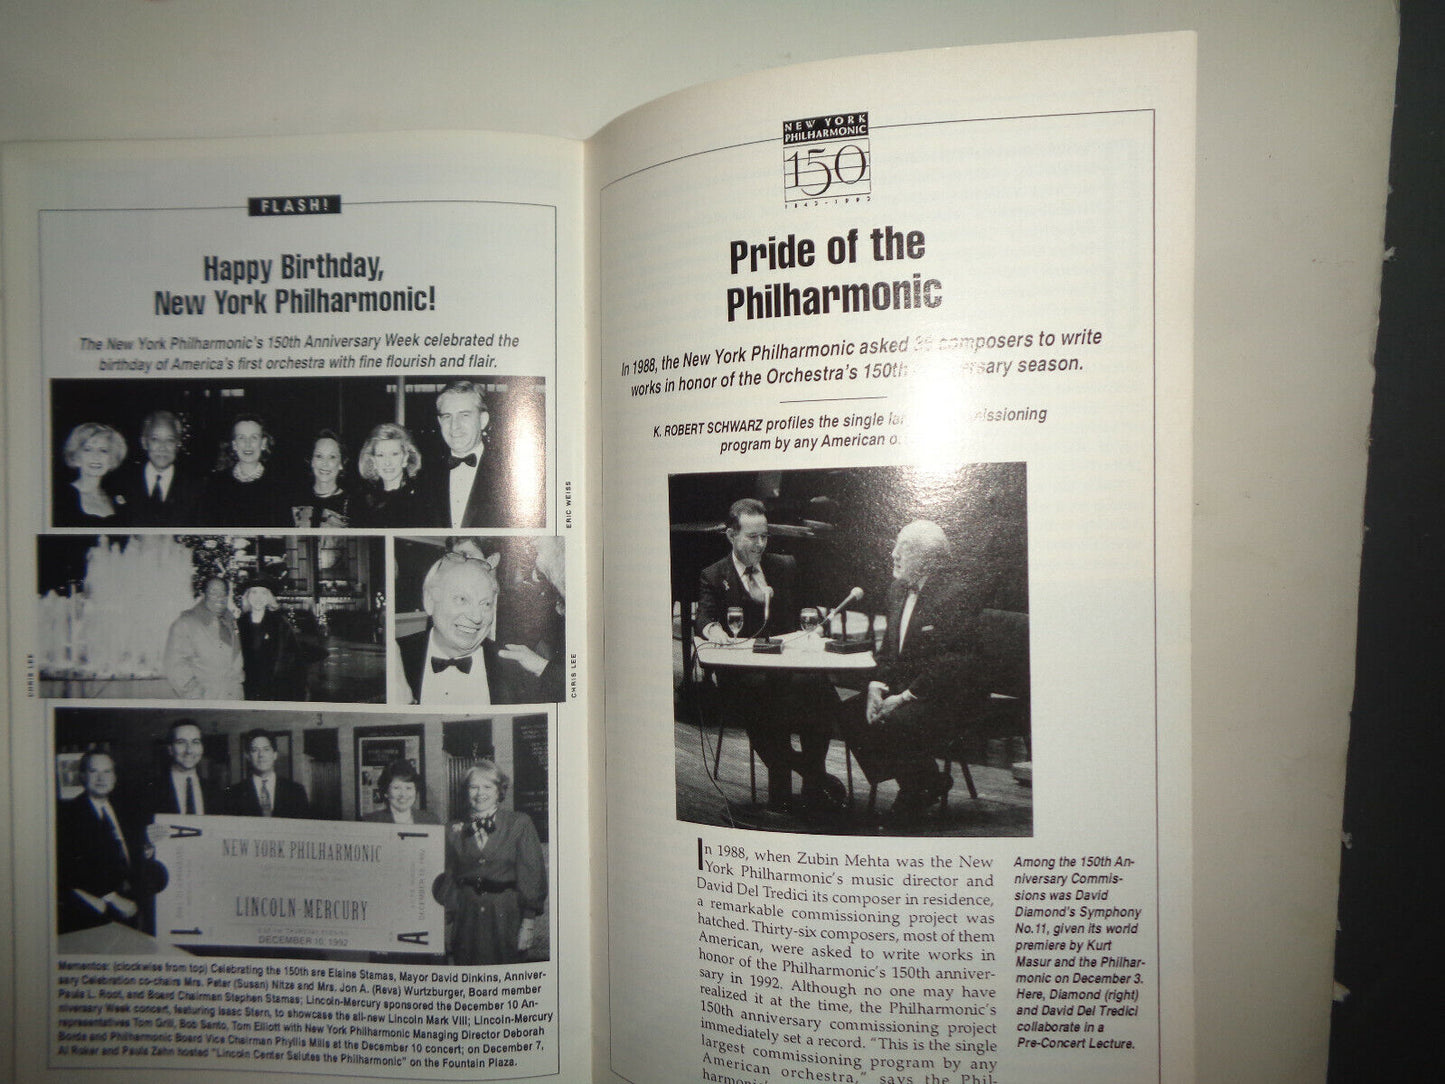 FLASH!
Happy Birthday,
New York Philharmonic!
The New York Philharmonic's 150th Anniversary Week celebrated the
birthday of America's first orchestra with fine flourish and flair.
ERIC WEISS
CHRIS LEE
CHRIS LEE
A
1
NEW YORK PHILHARMONIC
LINCOLN-MERCURY
DECEMBER 10, 1992
1
A
Mementos: (clockwise from top) Celebrating the 150th are Elaine Stamas, Mayor David Dinkins, Anniver-
sary Celebration co-chairs Mrs. Peter (Susan) Nitze and Mrs. Jon A. (Reva) Wurtzburger, Board member
Paula L. Root, and Board Chairman Stephen Stamas; Lincoln-Mercury sponsored the December 10 An-
niversary Week concert, featuring Isaac Stern, to showcase the all-new Lincoln Mark VIII; Lincoln-Mercury
representatives Tom Grill, Bob Santo, Tom Elliott with New York Philharmonic Managing Director Deborah
Borda and Philharmonic Board Vice Chairman Phyllis Mills at the December 10 concert; on December 7,
Al Roker and Paula Zahn hosted "Lincoln Center Salutes the Philharmonic" on the Fountain Plaza.
NEW YORK
PHILHARMONIC
150
1842-1992
Pride of the
Philharmonic
In 1988, the New York Philharmonic asked 36 composers to write
works in honor of the Orchestra's 150th anniversary season.
K. ROBERT SCHWARZ profiles the single
program by any American
In 1988, when Zubin Mehta was the New
York Philharmonic's music director and
David Del Tredici its composer in residence,
a remarkable commissioning project was
hatched. Thirty-six composers, most of them
American, were asked to write works in
honor of the Philharmonic's 150th anniver-
sary in 1992. Although no one may have
realized it at the time, the Philharmonic's
150th anniversary commissioning project
immediately set a record. "This is the single
largest commissioning program by any
American orchestra," says the Phil-
Among the 150th An-
niversary Commis-
sions was David
Diamond's Symphony
No. 11, given its world
premiere by Kurt
Masur and the Philhar-
monic on December 3.
Here, Diamond (right)
and David Del Tredici
collaborate in a
Pre-Concert Lecture.